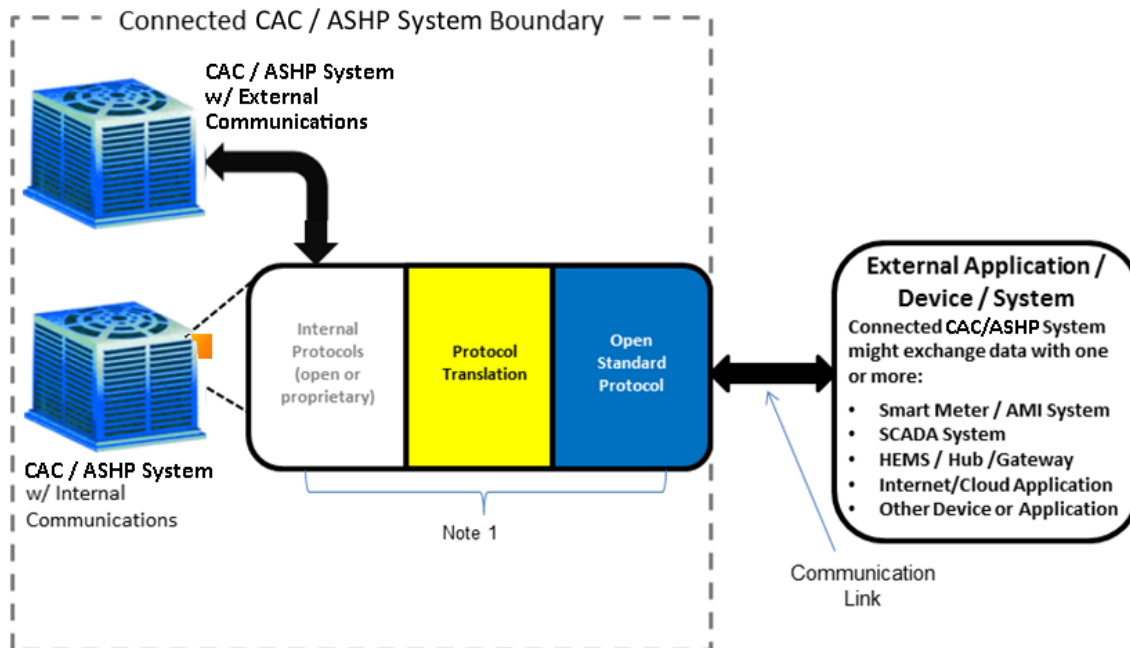 Connected CAC / ASHP System Boundary
CAC / ASHP System
w/ External
Communications
Internal
Protocols
(open or
proprietary)
Protocol
Translation
Open
Standard
Protocol
CAC / ASHP System
w/ Internal
Communications
Note 1
External Application /
Device / System
Connected CAC/ASHP System
might exchange data with one
or more:
• Smart Meter / AMI System
• SCADA System
• HEMS / Hub /Gateway
• Internet/Cloud Application
• Other Device or Application
Communication
Link